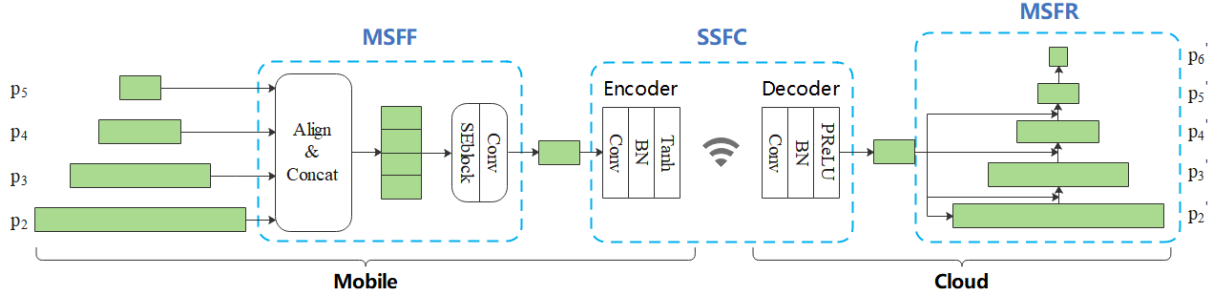 MSFF
SSFC
MSFR
p5
p4
p3
p2
Align
&
Concat
SEblock
Conv
Encoder
Conv
BN
Tanh
Decoder
Conv
BN
PReLU
p6'
p5'
p4'
p3'
p2'
Mobile
Cloud